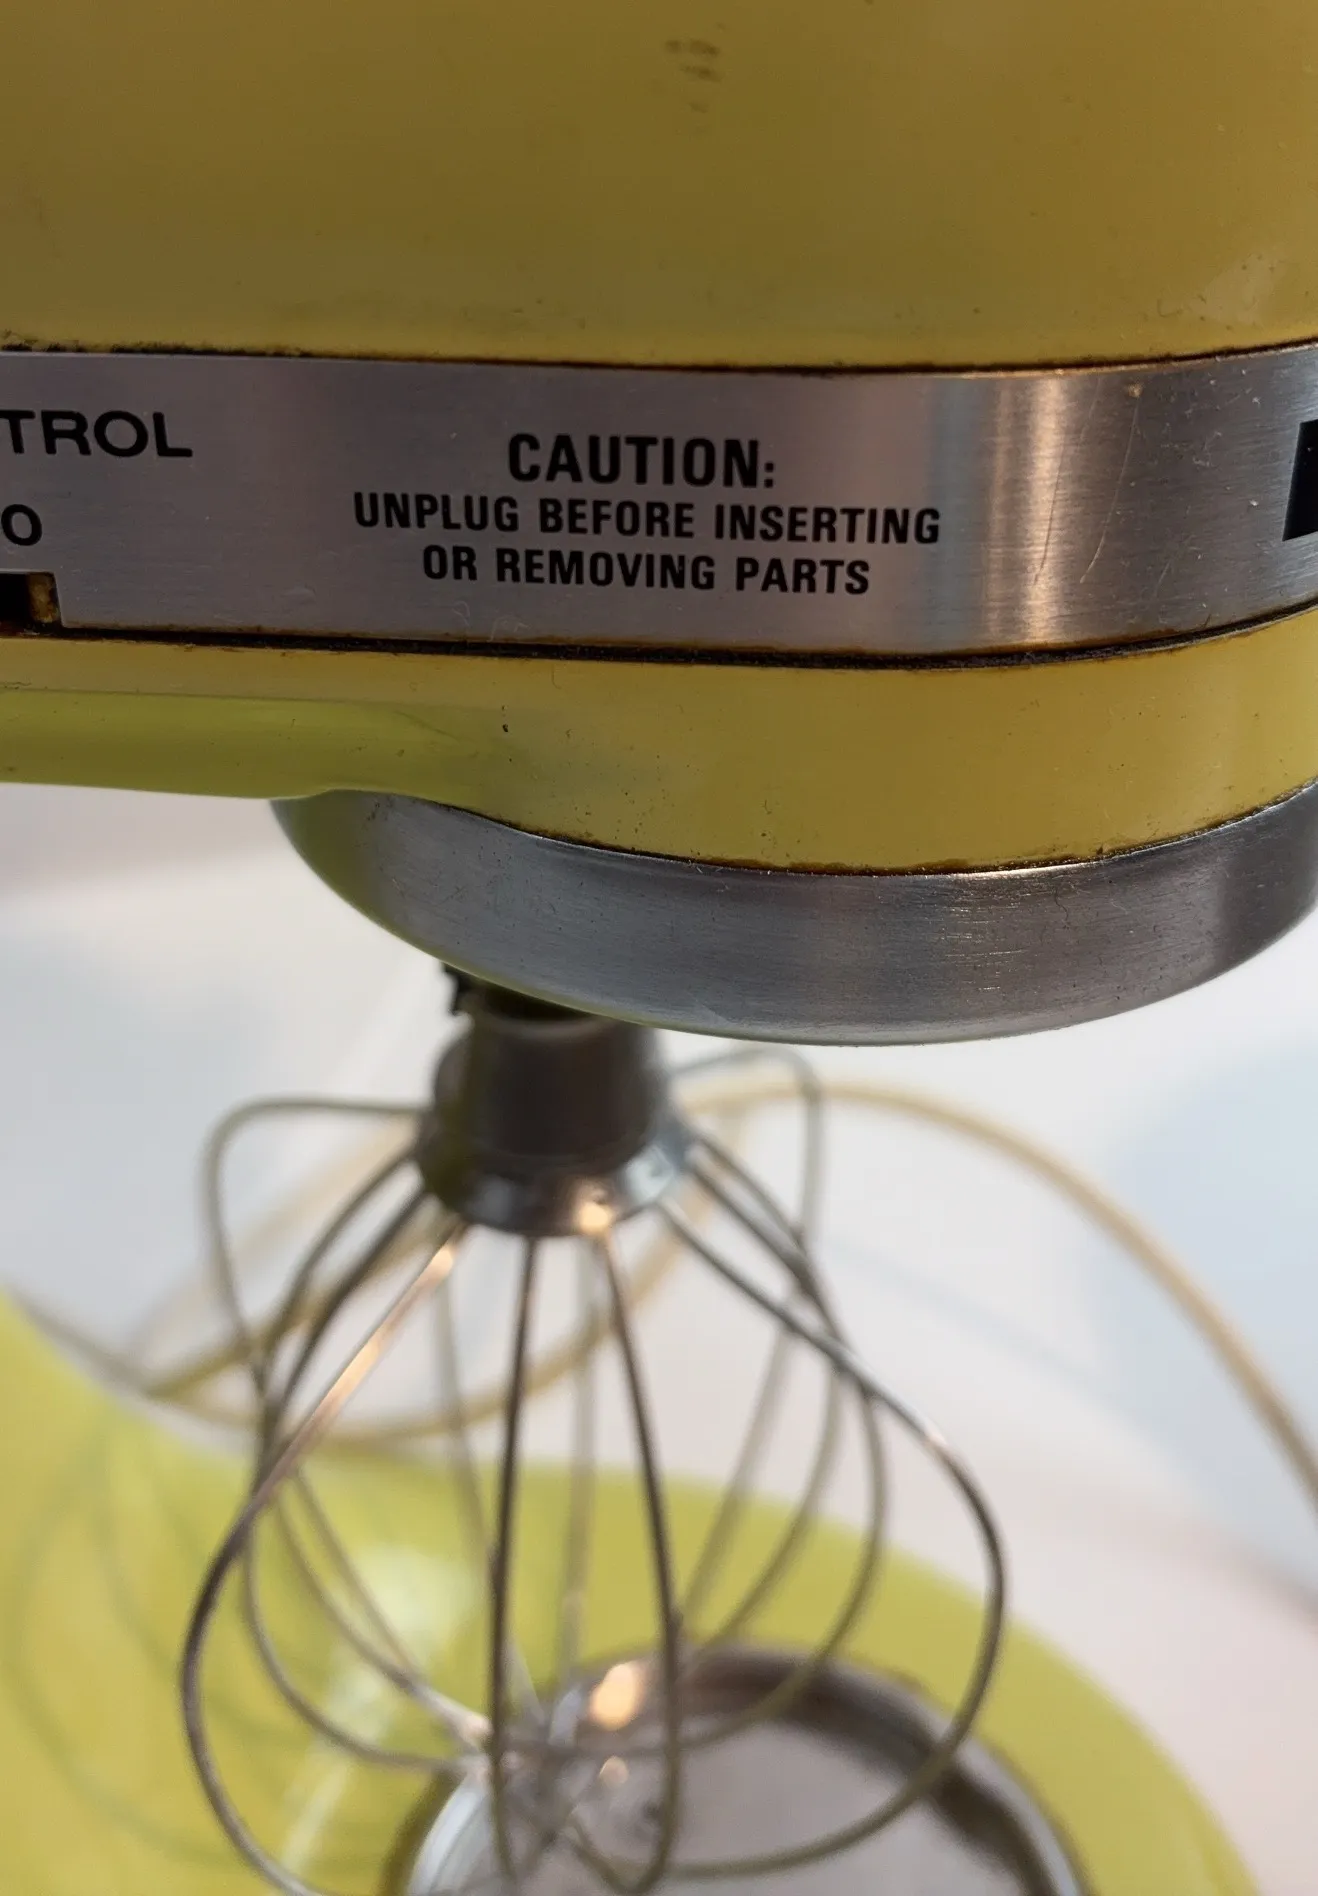 TROL
O
CAUTION:
UNPLUG BEFORE INSERTING
OR REMOVING PARTS